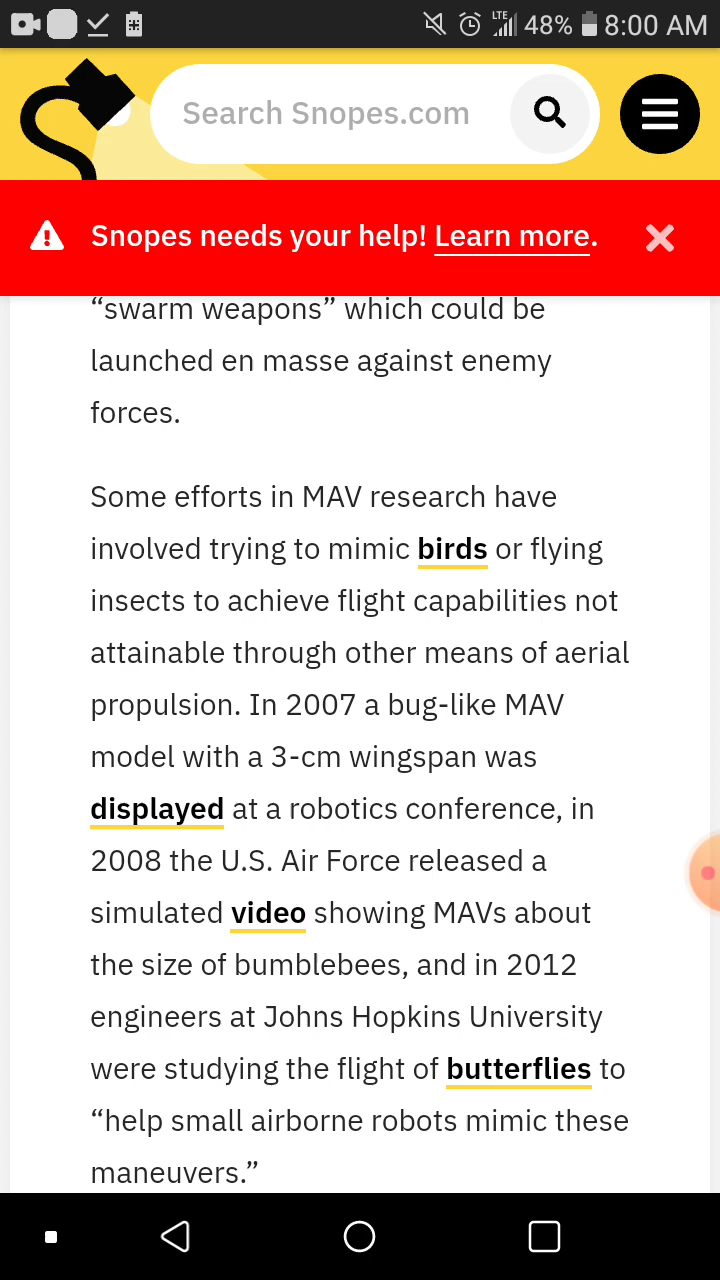 LTE 48% 8:00 AM
Search Snopes.com
Snopes needs your help! Learn more.
“swarm weapons” which could be
launched en masse against enemy
forces.
Some efforts in MAV research have
involved trying to mimic birds or flying
insects to achieve flight capabilities not
attainable through other means of aerial
propulsion. In 2007 a bug-like MAV
model with a 3-cm wingspan was
displayed at a robotics conference, in
2008 the U.S. Air Force released a
simulated video showing MAVs about
the size of bumblebees, and in 2012
engineers at Johns Hopkins University
were studying the flight of butterflies to
“help small airborne robots mimic these
maneuvers.”